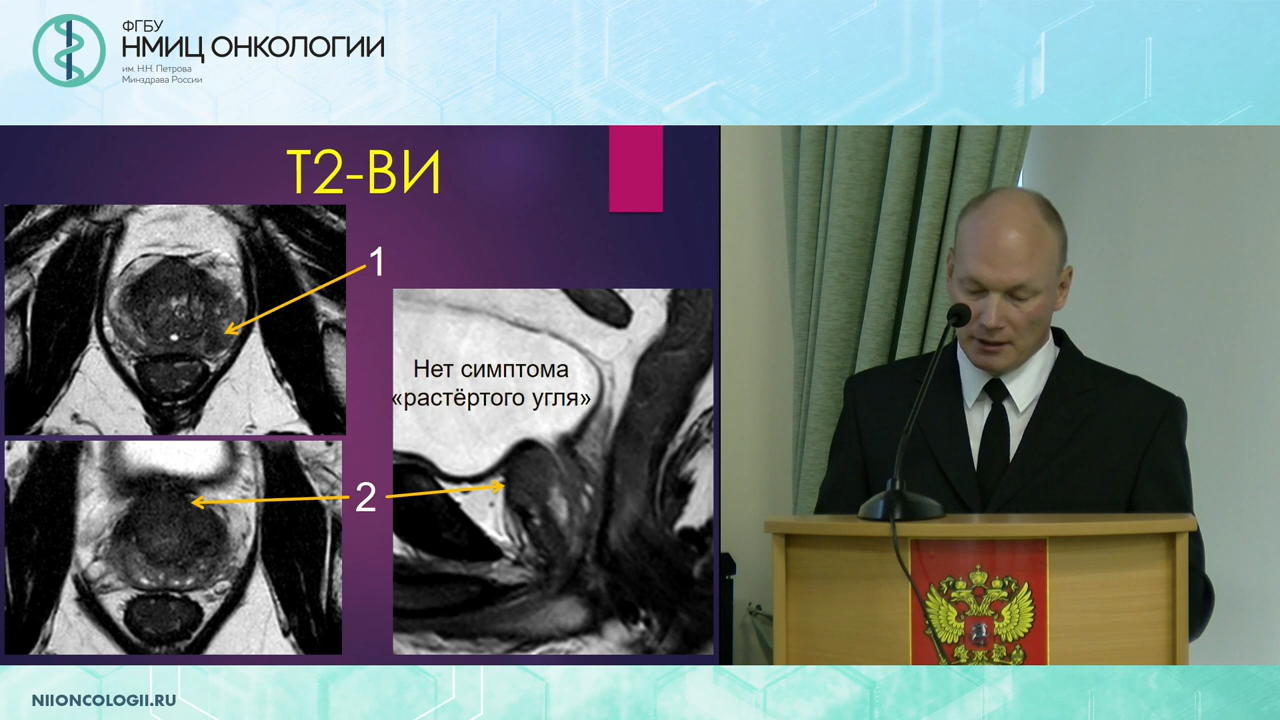 ФГБУ
НМИЦ ОНКОЛОГИИ
им. Н.Н. Петрова
Минздрава России
Т2-ВИ
1
Нет симптома
«растёртого угля»
2
NIIONCOLOGII.RU